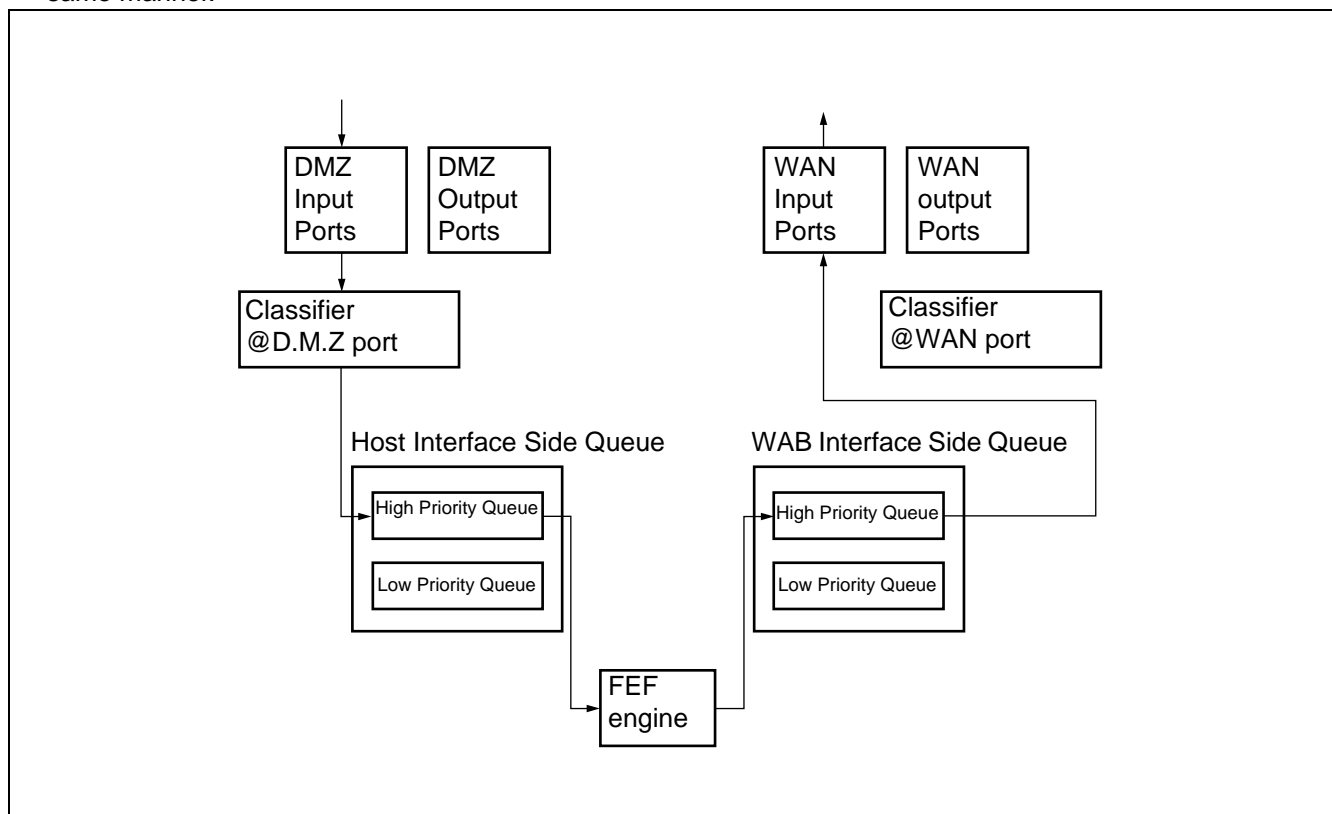 DMZ
Input
Ports
DMZ
Output
Ports
WAN
Input
Ports
WAN
output
Ports
Classifier
@D.M.Z port
Classifier
@WAN port
Host Interface Side Queue
WAB Interface Side Queue
High Priority Queue
High Priority Queue
Low Priority Queue
Low Priority Queue
FEF
engine